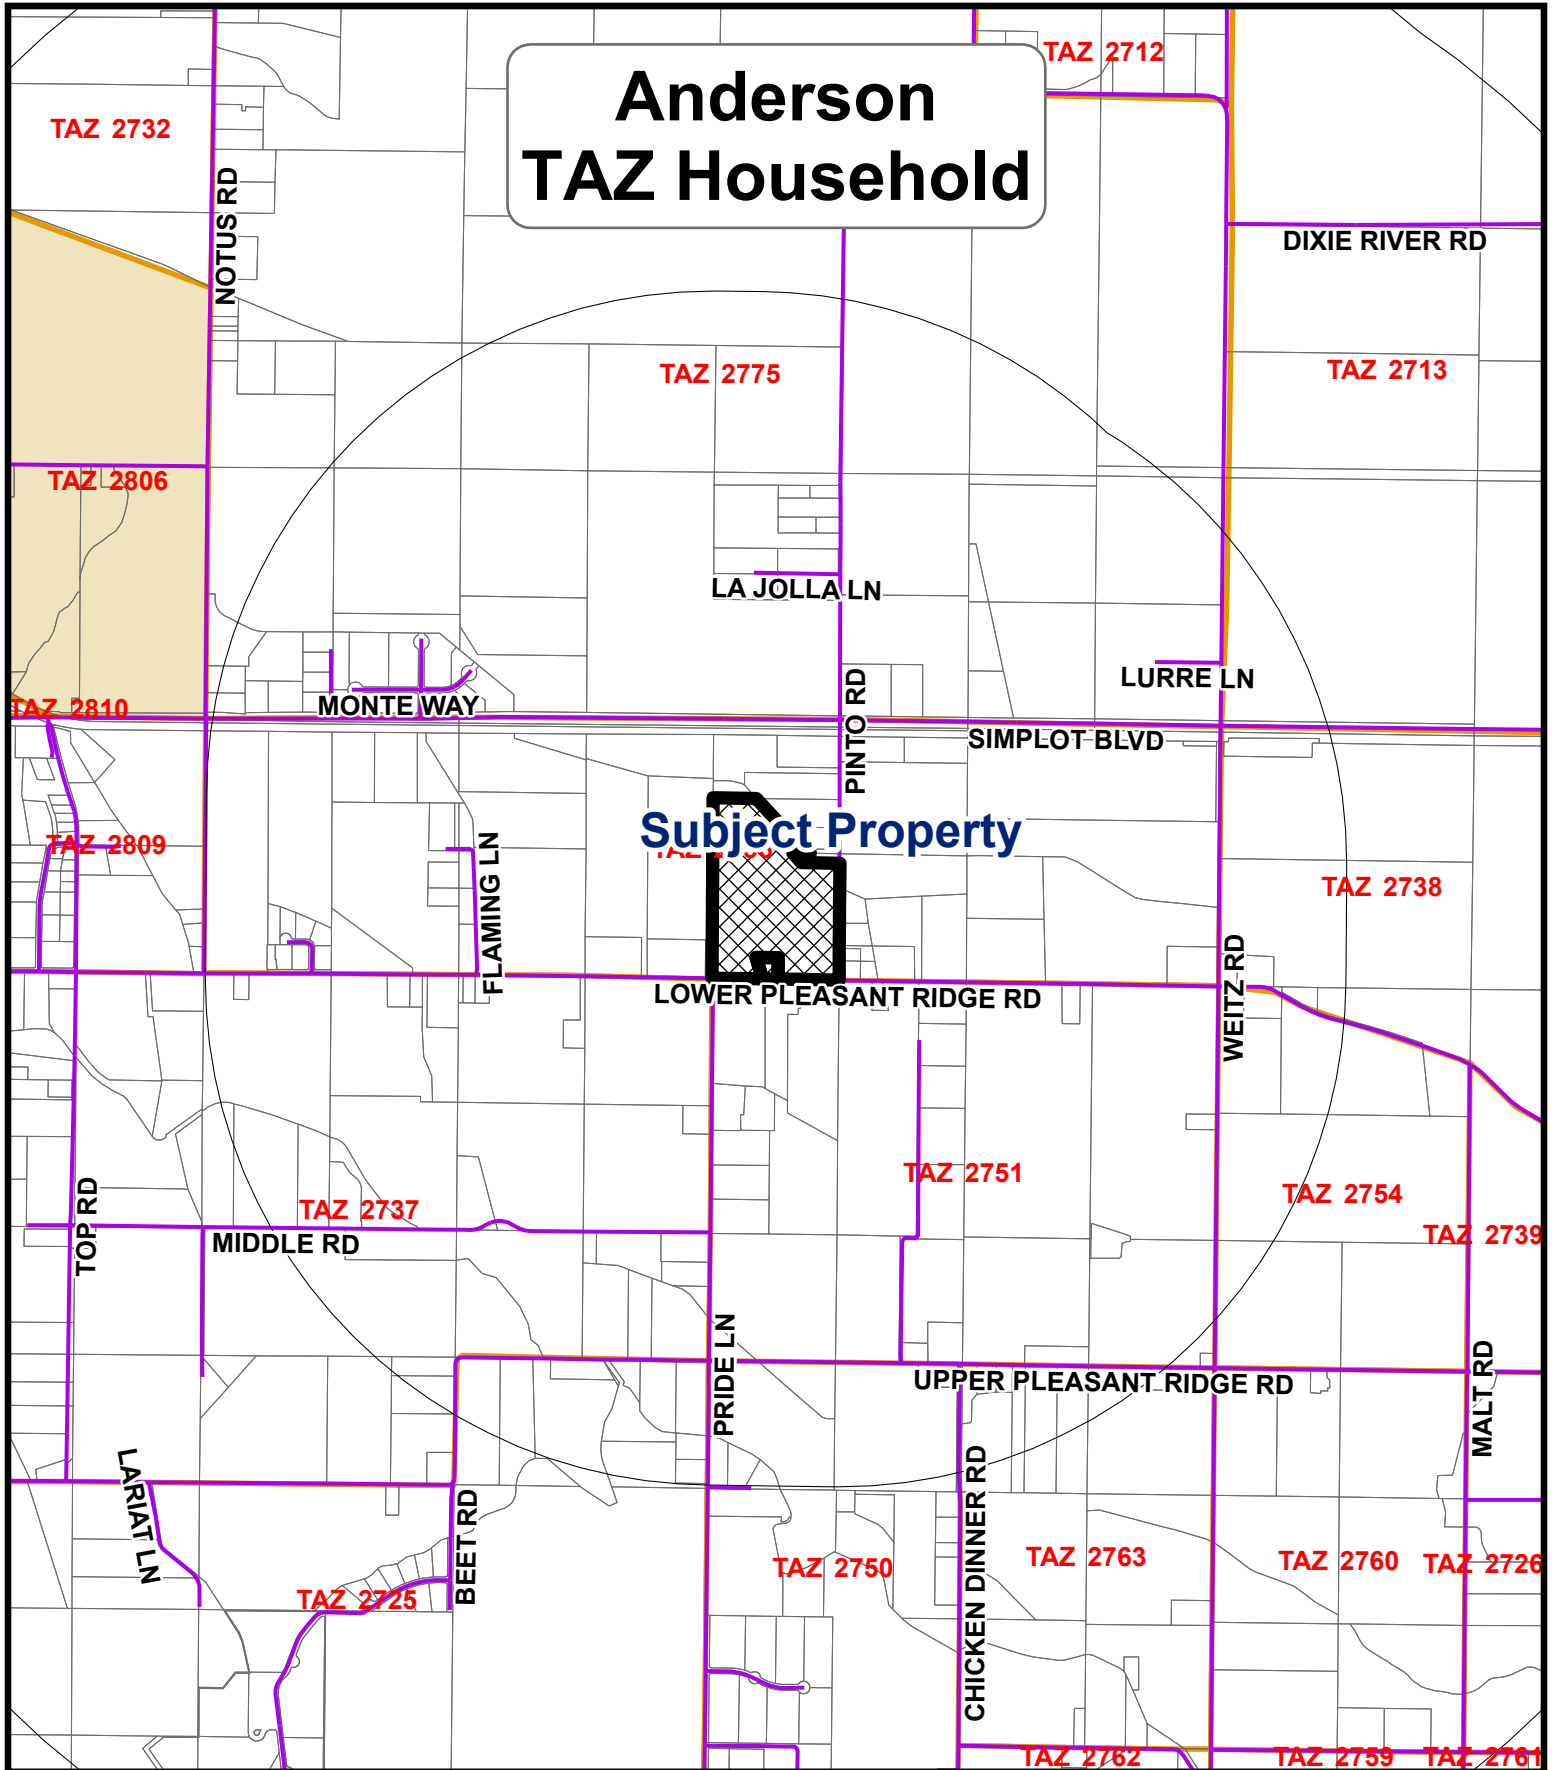 Anderson
TAZ Household
TAZ 2712
TAZ 2732
NOTUS RD
DIXIE RIVER RD
TAZ 2775
TAZ 2713
TAZ 2806
LA JOLLA LN
LURRE LN
MONTE WAY
TAZ 2810
PINTO RD
SIMPLOT BLVD
Subject Property
TAZ 2809
FLAMING LN
TAZ 2738
LOWER PLEASANT RIDGE RD
WEITZ RD
TAZ 2751
TAZ 2754
TAZ 2737
TOP RD
MIDDLE RD
TAZ 2739
PRIDE LN
UPPER PLEASANT RIDGE RD
MALT RD
LARIAT LN
BEET RD
CHICKEN DINNER RD
TAZ 2750
TAZ 2763
TAZ 2760
TAZ 2726
TAZ 2725
TAZ 2762
TAZ 2759
TAZ 2761